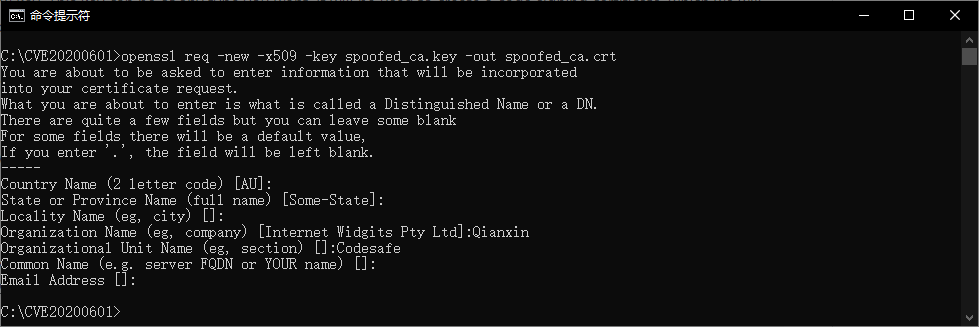 命令提示符
C:\CVE20200601>openssl req -new -x509 -key spoofed_ca.key -out spoofed_ca.crt
You are about to be asked to enter information that will be incorporated
into your certificate request.
What you are about to enter is what is called a Distinguished Name or a DN.
There are quite a few fields but you can leave some blank
For some fields there will be a default value,
If you enter '.', the field will be left blank.
-----
Country Name (2 letter code) [AU]:
State or Province Name (full name) [Some-State]:
Locality Name (eg, city) []:
Organization Name (eg, company) [Internet Widgits Pty Ltd]:Qianxin
Organizational Unit Name (eg, section) []:Codesafe
Common Name (e.g. server FQDN or YOUR name) []:
Email Address []:
C:\CVE20200601>